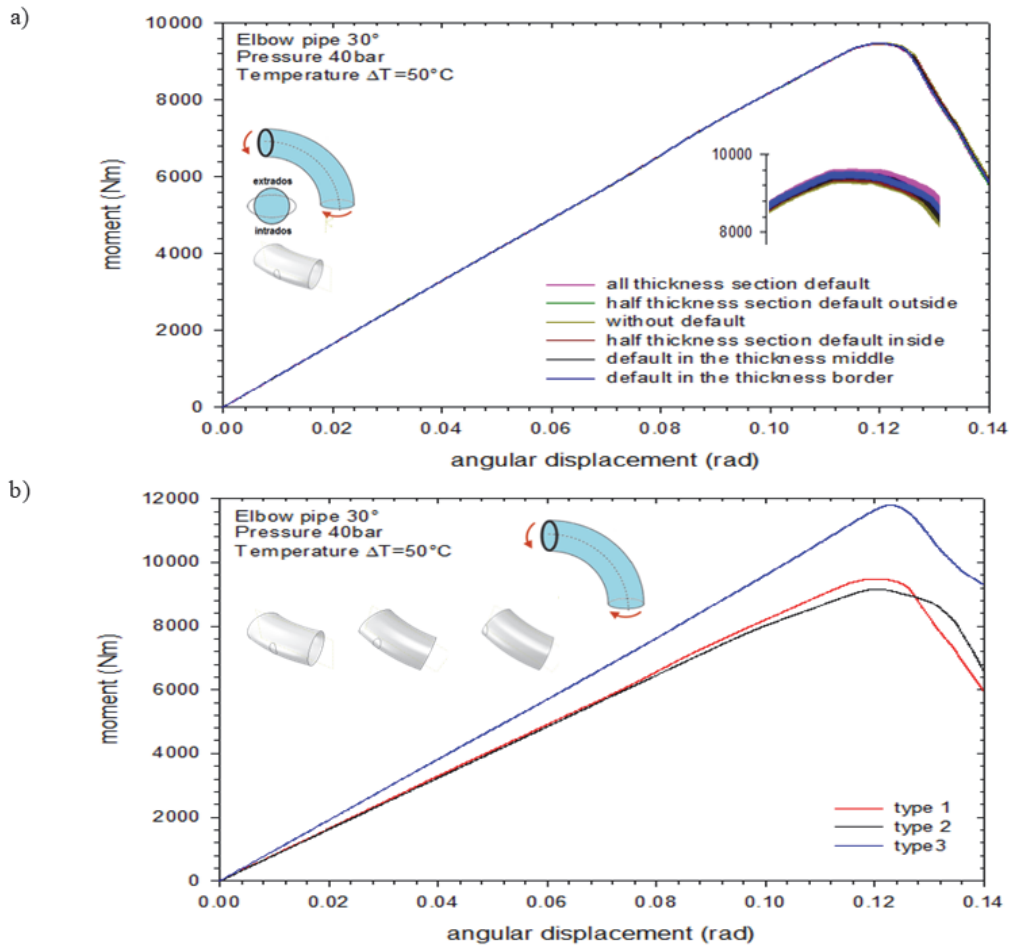 a)
Elbow pipe 30°
Pressure 40bar
Temperature ΔT=50°C
extrados
intrados
moment (Nm)
10000
8000
6000
4000
2000
0
10000
8000
all thickness section default
half thickness section default outside
without default
half thickness section default inside
default in the thickness middle
default in the thickness border
0.00 0.02 0.04 0.06 0.08 0.10 0.12 0.14
angular displacement (rad)
b)
Elbow pipe 30°
Pressure 40bar
Temperature ΔT=50°C
moment (Nm)
12000
10000
8000
6000
4000
2000
0
type 1
type 2
type3
0.00 0.02 0.04 0.06 0.08 0.10 0.12 0.14
angular displacement (rad)